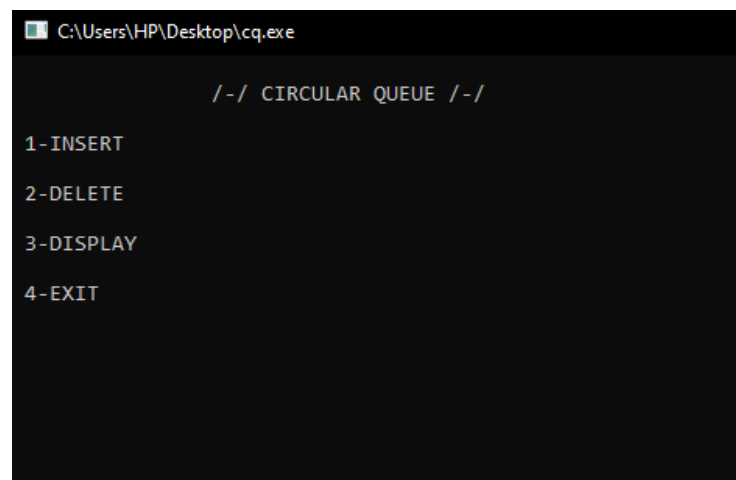 C:\Users\HP\Desktop\cq.exe
/-/ CIRCULAR QUEUE /-/
1-INSERT
2-DELETE
3-DISPLAY
4-EXIT